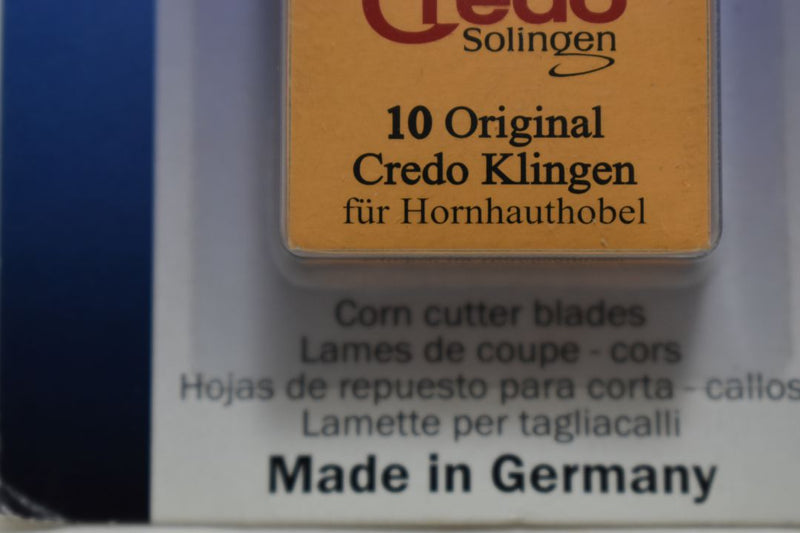 Credo
Solingen
10 Original
Credo Klingen
für Hornhauthobel
Corn cutter blades
Lames de coupe - cors
Hojas de repuesto para corta - callos
Lamette per tagliacalli
Made in Germany